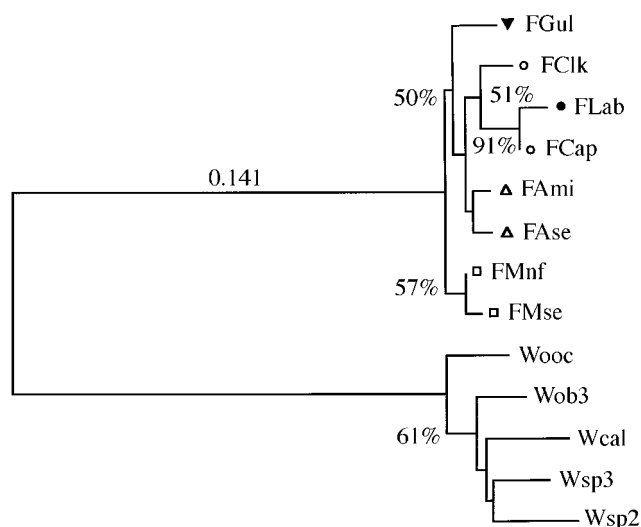 FGul
FClk
50%
51%
FLab
91%
FCap
0.141
FAmi
FAse
FMnf
57%
FMse
Wooc
Wob3
61%
Wcal
Wsp3
Wsp2